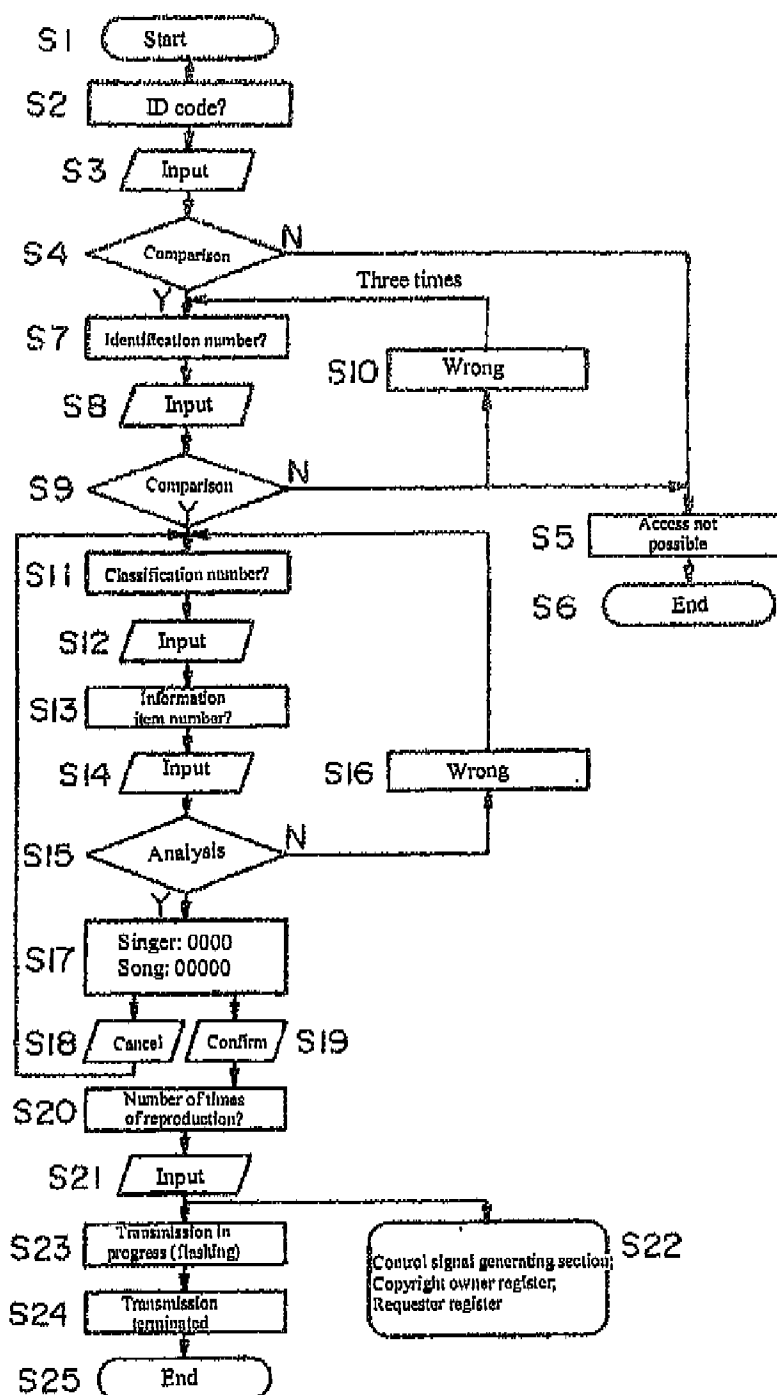 S1 Start
S2 ID code?
S3 Input
S4 Comparison N
Y Three times
S7 Identification number?
S10 Wrong
S8 Input
S9 Comparison N
Y
S5 Access not
possible
S11 Classification number?
S6 End
S12 Input
S13 Information
item number?
S14 Input
S16 Wrong
S15 Analysis N
Y
S17 Singer: 0000
Song: 00000
S18 Cancel Confirm S19
S20 Number of times
of reproduction?
S21 Input
S23 Transmission in
progress (flashing)
S22
Control signal generating section;
Copyright owner register;
Requestor register
S24 Transmission
terminated
S25 End